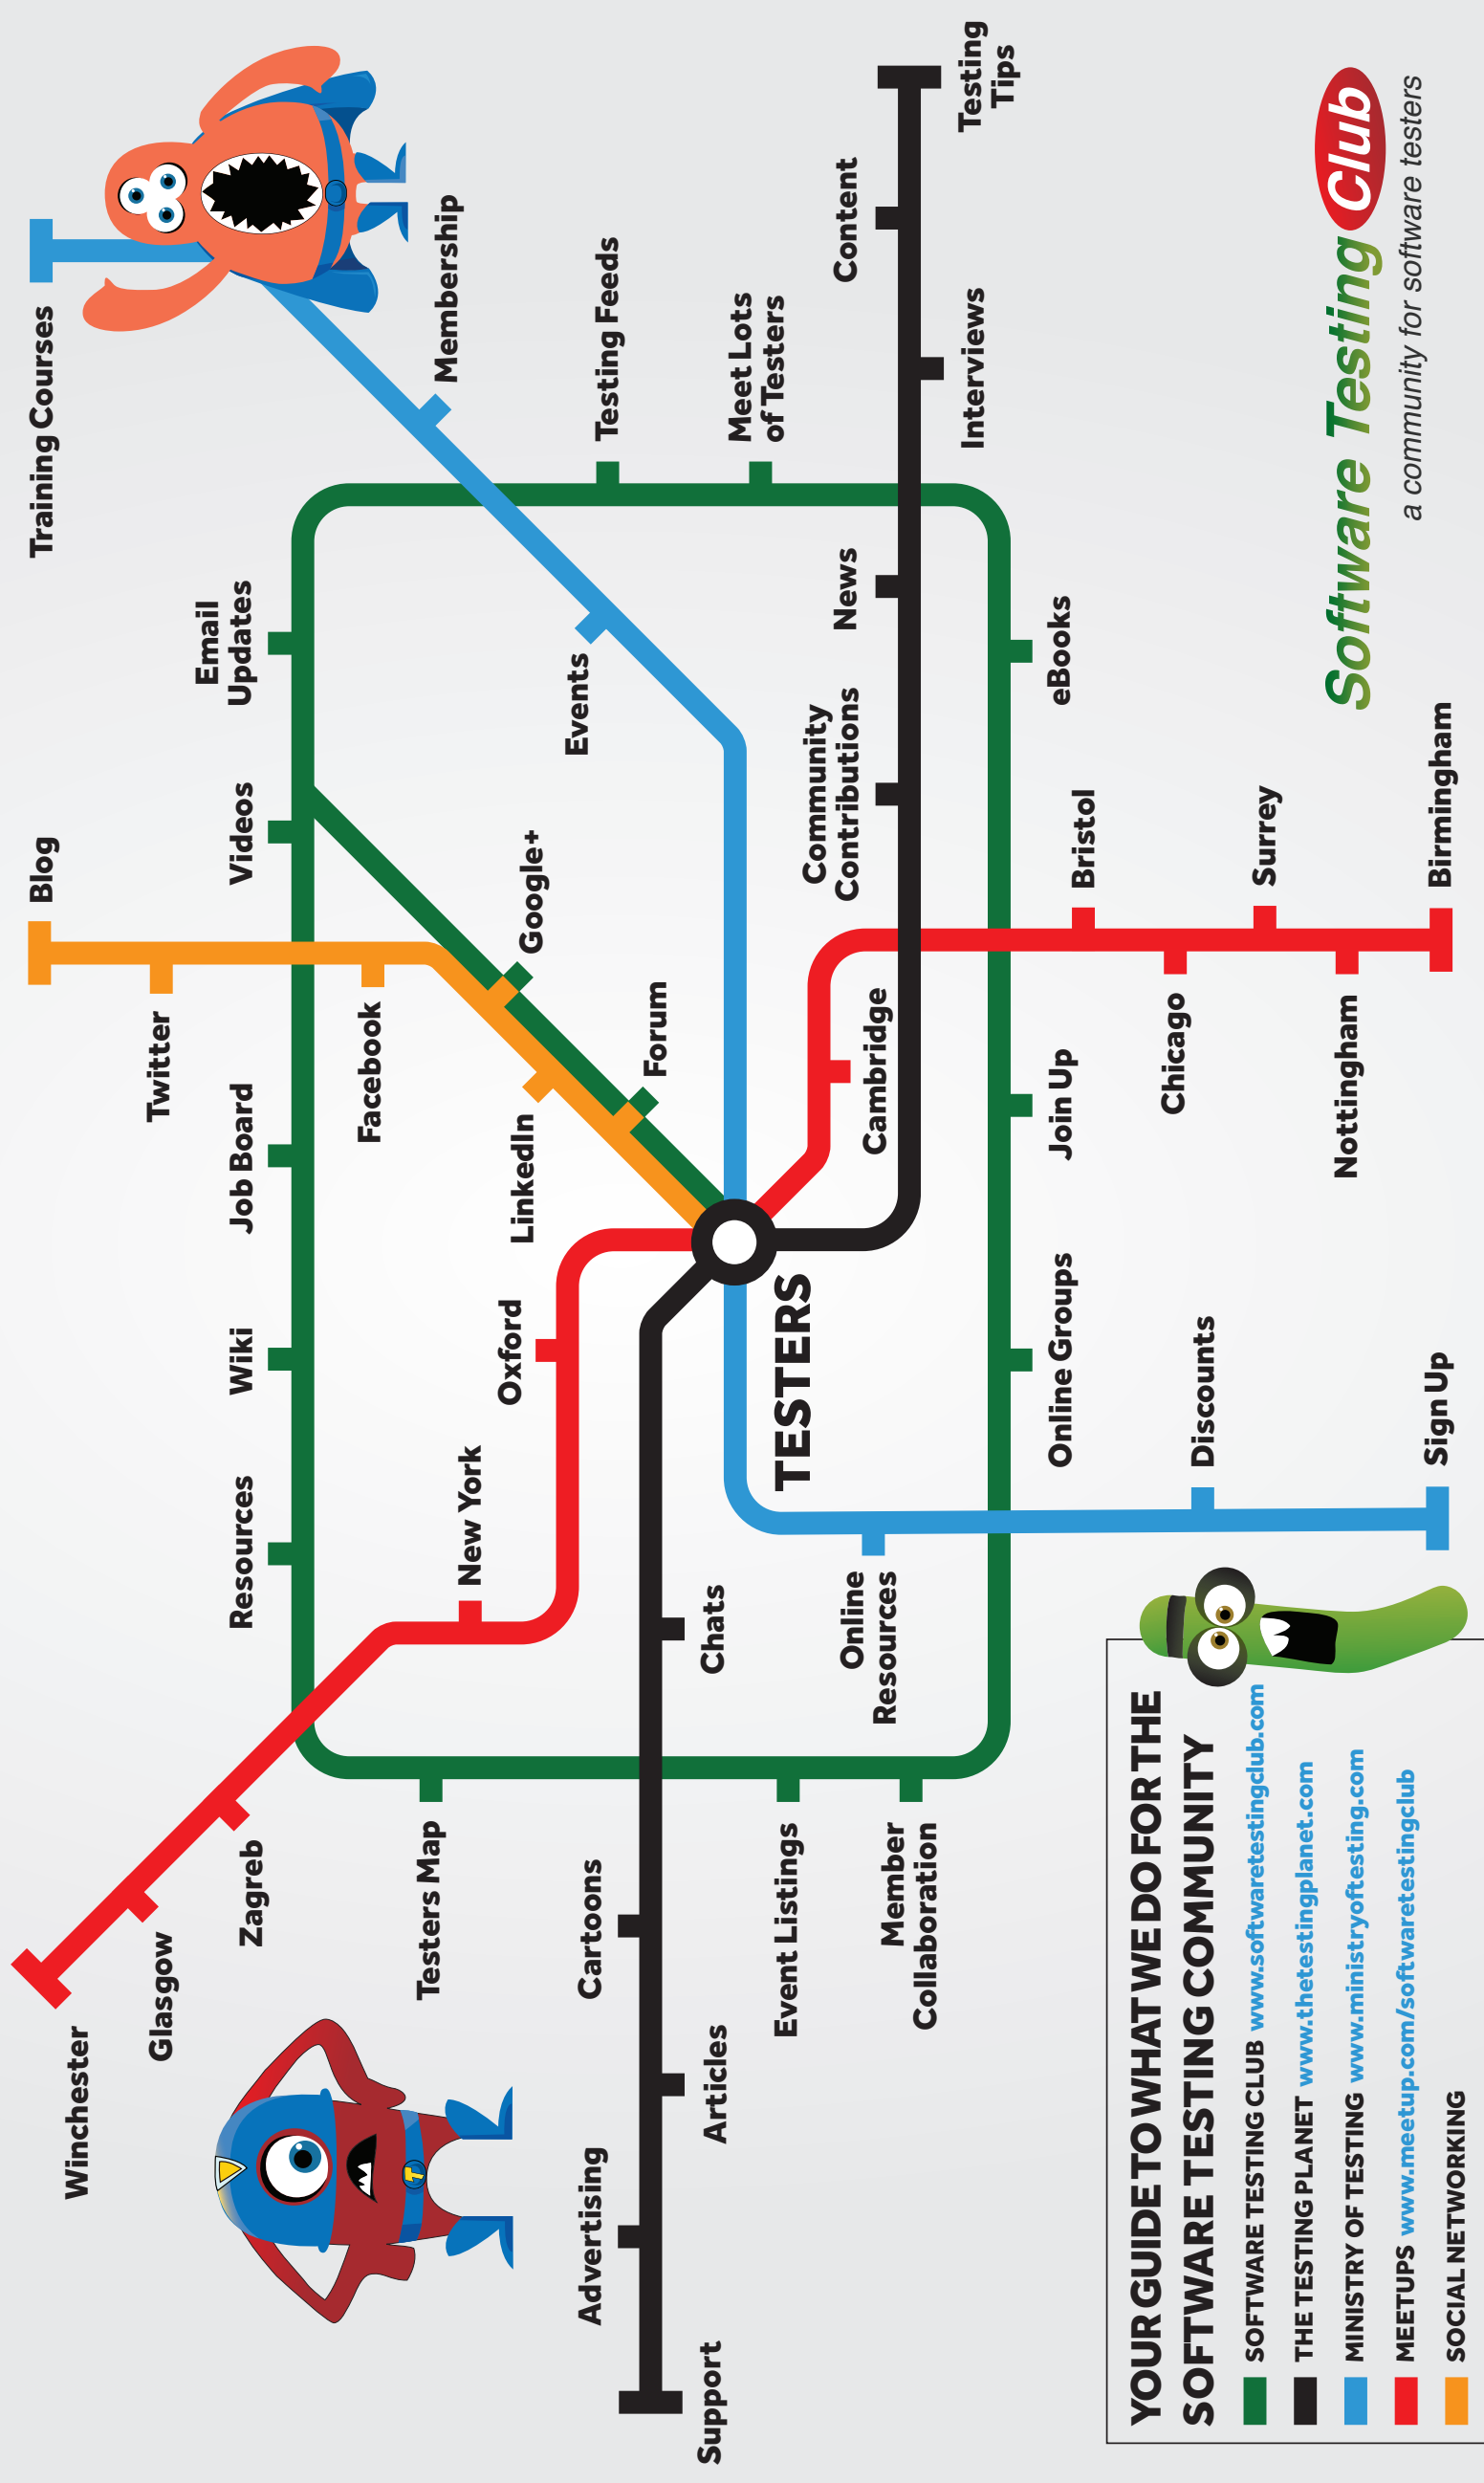 Winchester
Glasgow
Zagreb
Resources
Wiki
Job Board
Videos
Email
Updates
Blog
Twitter
Facebook
Training Courses
Membership
Testing Feeds
Meet Lots
of Testers
Events
Google+
Forum
LinkedIn
Oxford
New York
Testers Map
Cartoons
Advertising
Support
Articles
Chats
TESTERS
Event Listings
Member
Collaboration
Online
Resources
Cambridge
Community
Contributions
News
Content
Interviews
Testing
Tips
Online Groups
Join Up
eBooks
Discounts
Sign Up
Bristol
Chicago
Surrey
Nottingham
Birmingham
YOUR GUIDE TO WHAT WE DO FOR THE
SOFTWARE TESTING COMMUNITY
SOFTWARE TESTING CLUB www.softwaretestingclub.com
THE TESTING PLANET www.thetestingplanet.com
MINISTRY OF TESTING www.ministryoftesting.com
MEETUPS www.meetup.com/softwaretestingclub
SOCIAL NETWORKING
Software Testing Club
a community for software testers
T